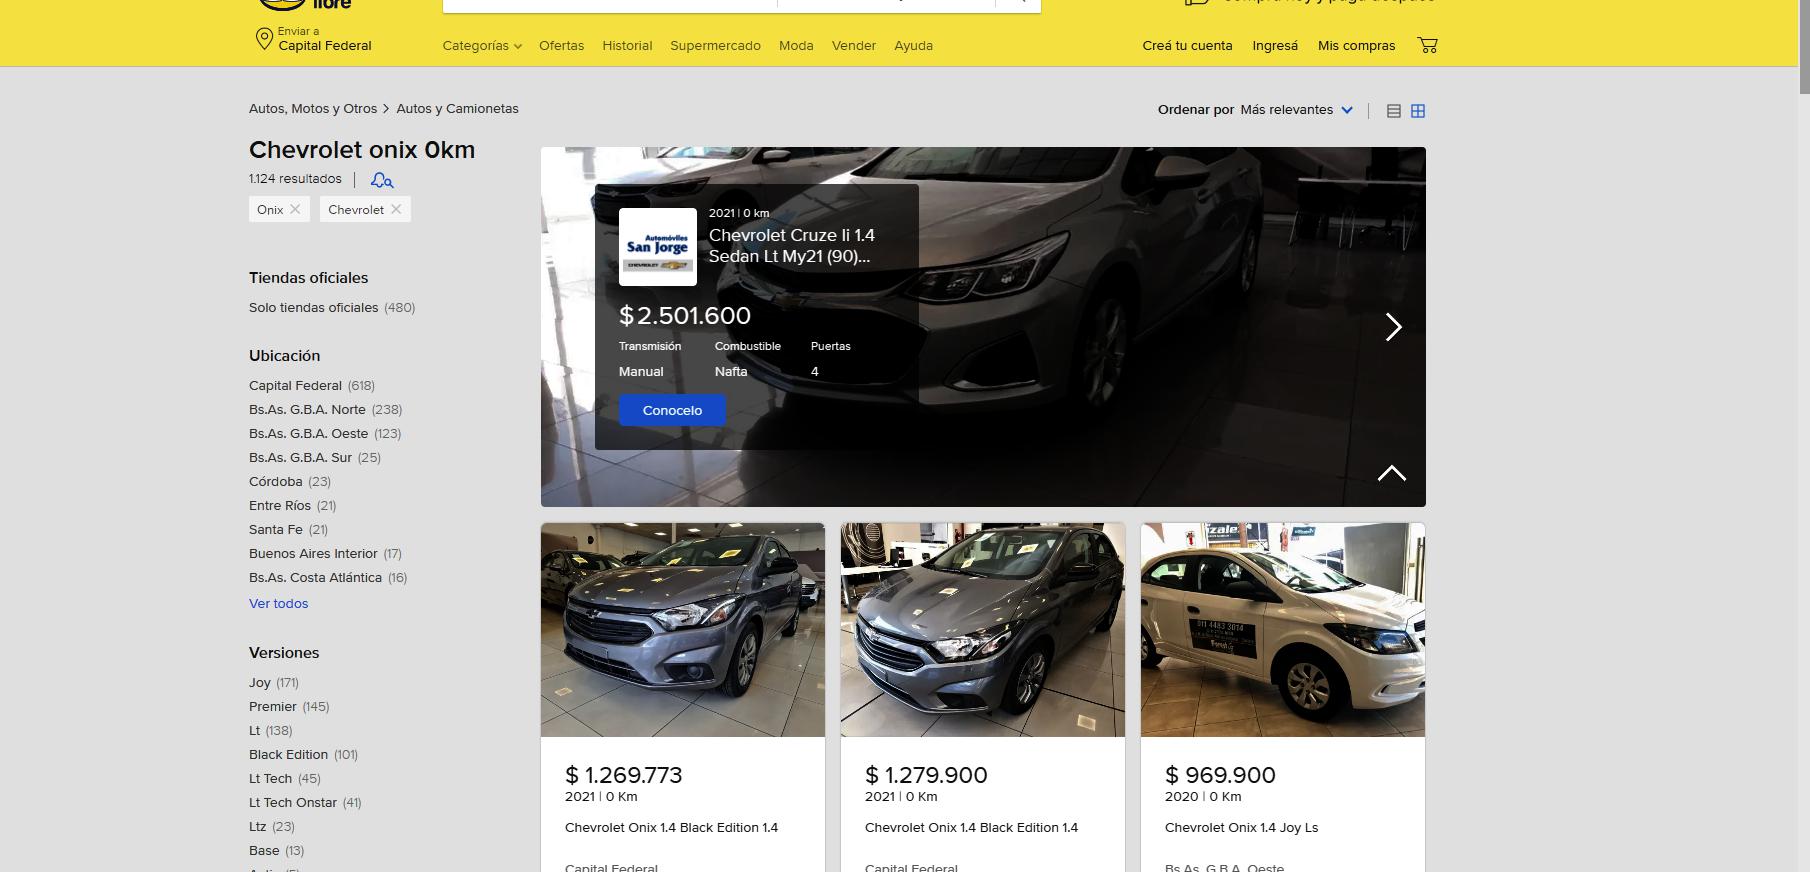 libre
Enviar a
Capital Federal
Categorías
Ofertas
Historial
Supermercado
Moda
Vender
Ayuda
Creá tu cuenta
Ingresá
Mis compras
Autos, Motos y Otros > Autos y Camionetas
Ordenar por Más relevantes
Chevrolet onix 0km
1.124 resultados
Onix
Chevrolet
Tiendas oficiales
Solo tiendas oficiales (480)
Ubicación
Capital Federal (618)
Bs.As. G.B.A. Norte (238)
Bs.As. G.B.A. Oeste (123)
Bs.As. G.B.A. Sur (25)
Córdoba (23)
Entre Ríos (21)
Santa Fe (21)
Buenos Aires Interior (17)
Bs.As. Costa Atlántica (16)
Ver todos
Versiones
Joy (171)
Premier (145)
Lt (138)
Black Edition (101)
Lt Tech (45)
Lt Tech Onstar (41)
Ltz (23)
Base (13)
Automóviles
San Jorge
CHEVROLET
2021 | 0 km
Chevrolet Cruze Ii 1.4
Sedan Lt My21 (90)...
$ 2.501.600
Transmisión Combustible Puertas
Manual Nafta 4
Conocelo
011 4483 3014
$ 1.269.773
2021 | 0 Km
Chevrolet Onix 1.4 Black Edition 1.4
Capital Federal
$ 1.279.900
2021 | 0 Km
Chevrolet Onix 1.4 Black Edition 1.4
Capital Federal
$ 969.900
2020 | 0 Km
Chevrolet Onix 1.4 Joy Ls
Bs.As. G.B.A. Oeste